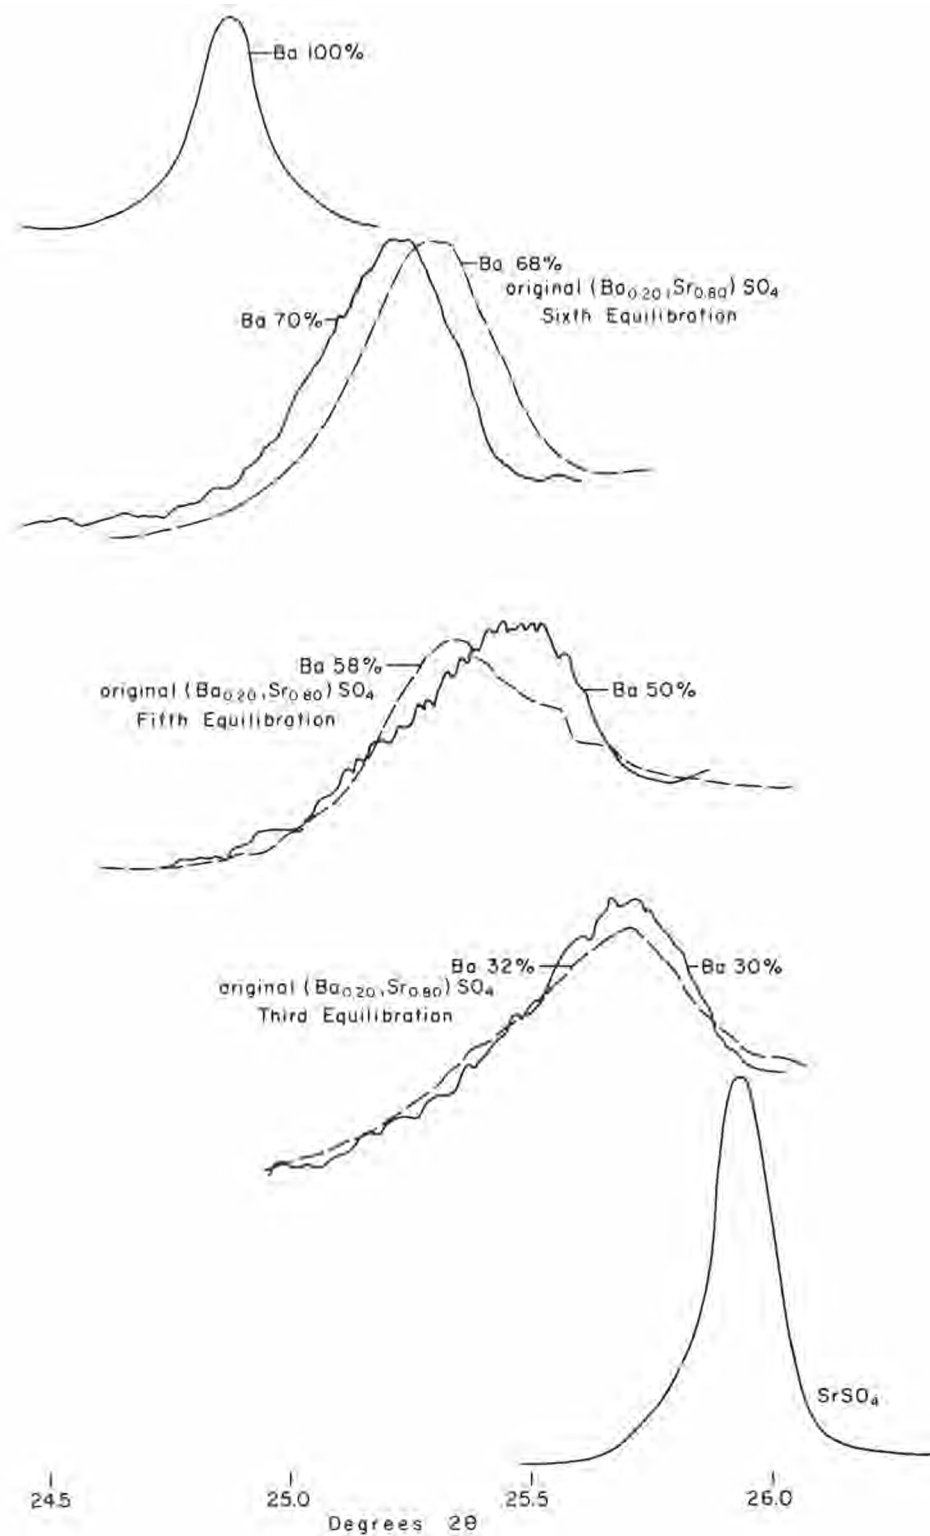 Ba 100%
Ba 68%
original (Ba0.20, Sr0.80) SO4
Sixth Equilibration
Ba 70%
Ba 58%
original (Ba0.20, Sr0.80) SO4
Fifth Equilibration
Ba 50%
Ba 32%
Ba 30%
original (Ba0.20, Sr0.80) SO4
Third Equilibration
SrSO4
24.5 25.0 25.5 26.0
Degrees 2θ